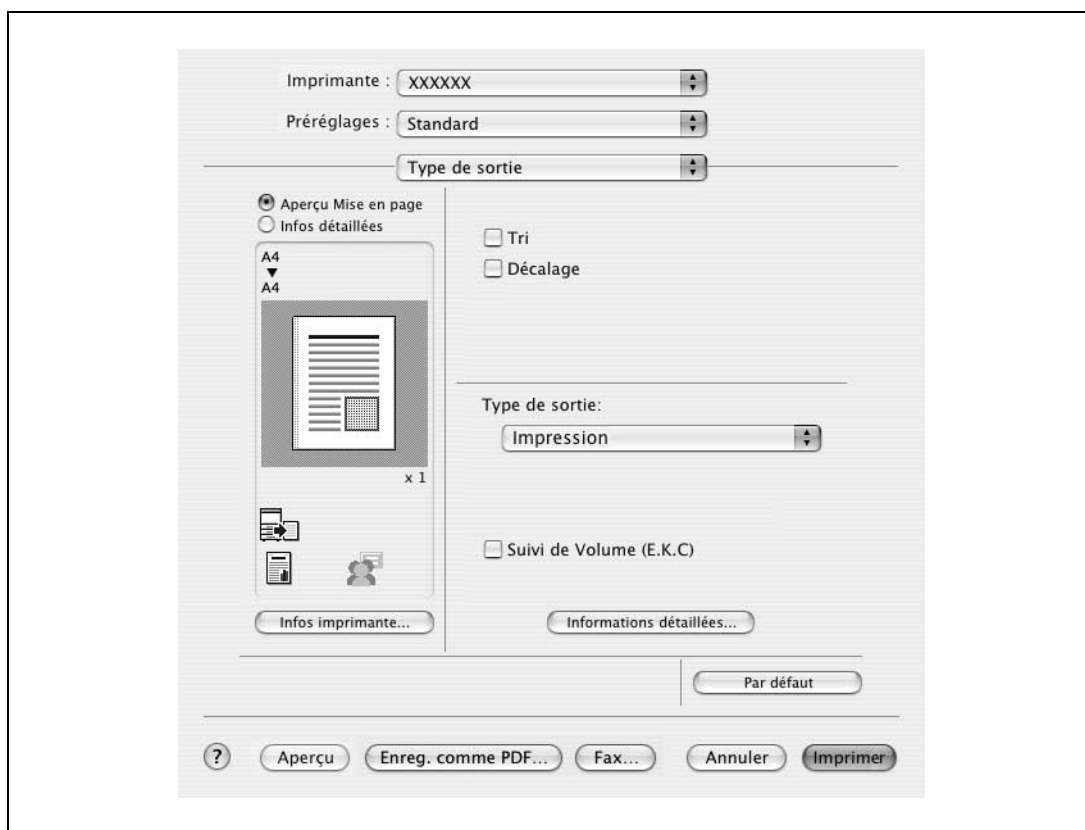 Imprimante : XXXXXX
Préréglages : Standard
Type de sortie
Aperçu Mise en page
Infos détaillées
A4
A4
x 1
Infos imprimante...
Tri
Décalage
Type de sortie:
Impression
Suivi de Volume (E.K.C)
Informations détaillées...
Par défaut
? Aperçu Enreg. comme PDF... Fax... Annuler Imprimer